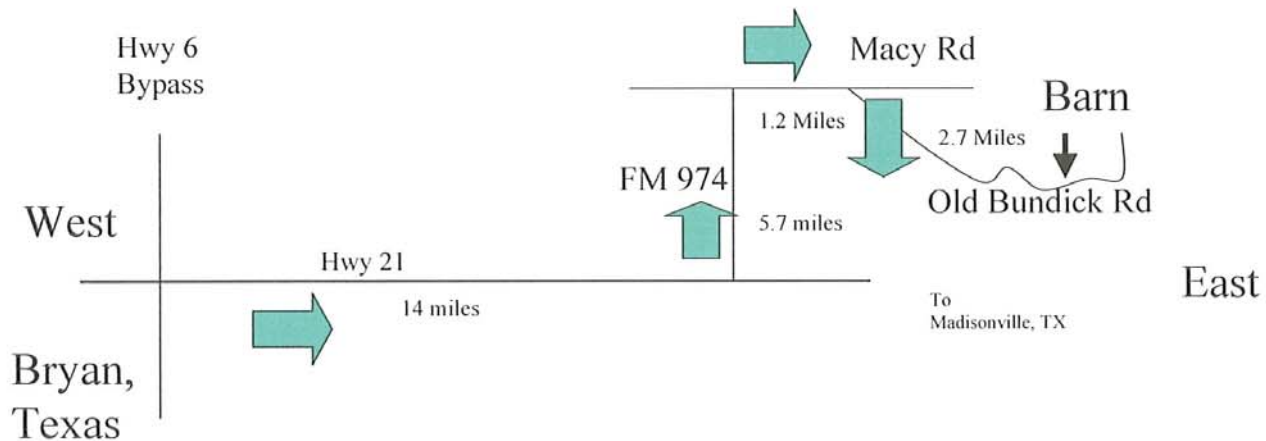 Hwy 6
Bypass
Macy Rd
Barn
1.2 Miles
2.7 Miles
FM 974
Old Bundick Rd
West
5.7 miles
Hwy 21
East
14 miles
To
Madisonville, TX
Bryan,
Texas